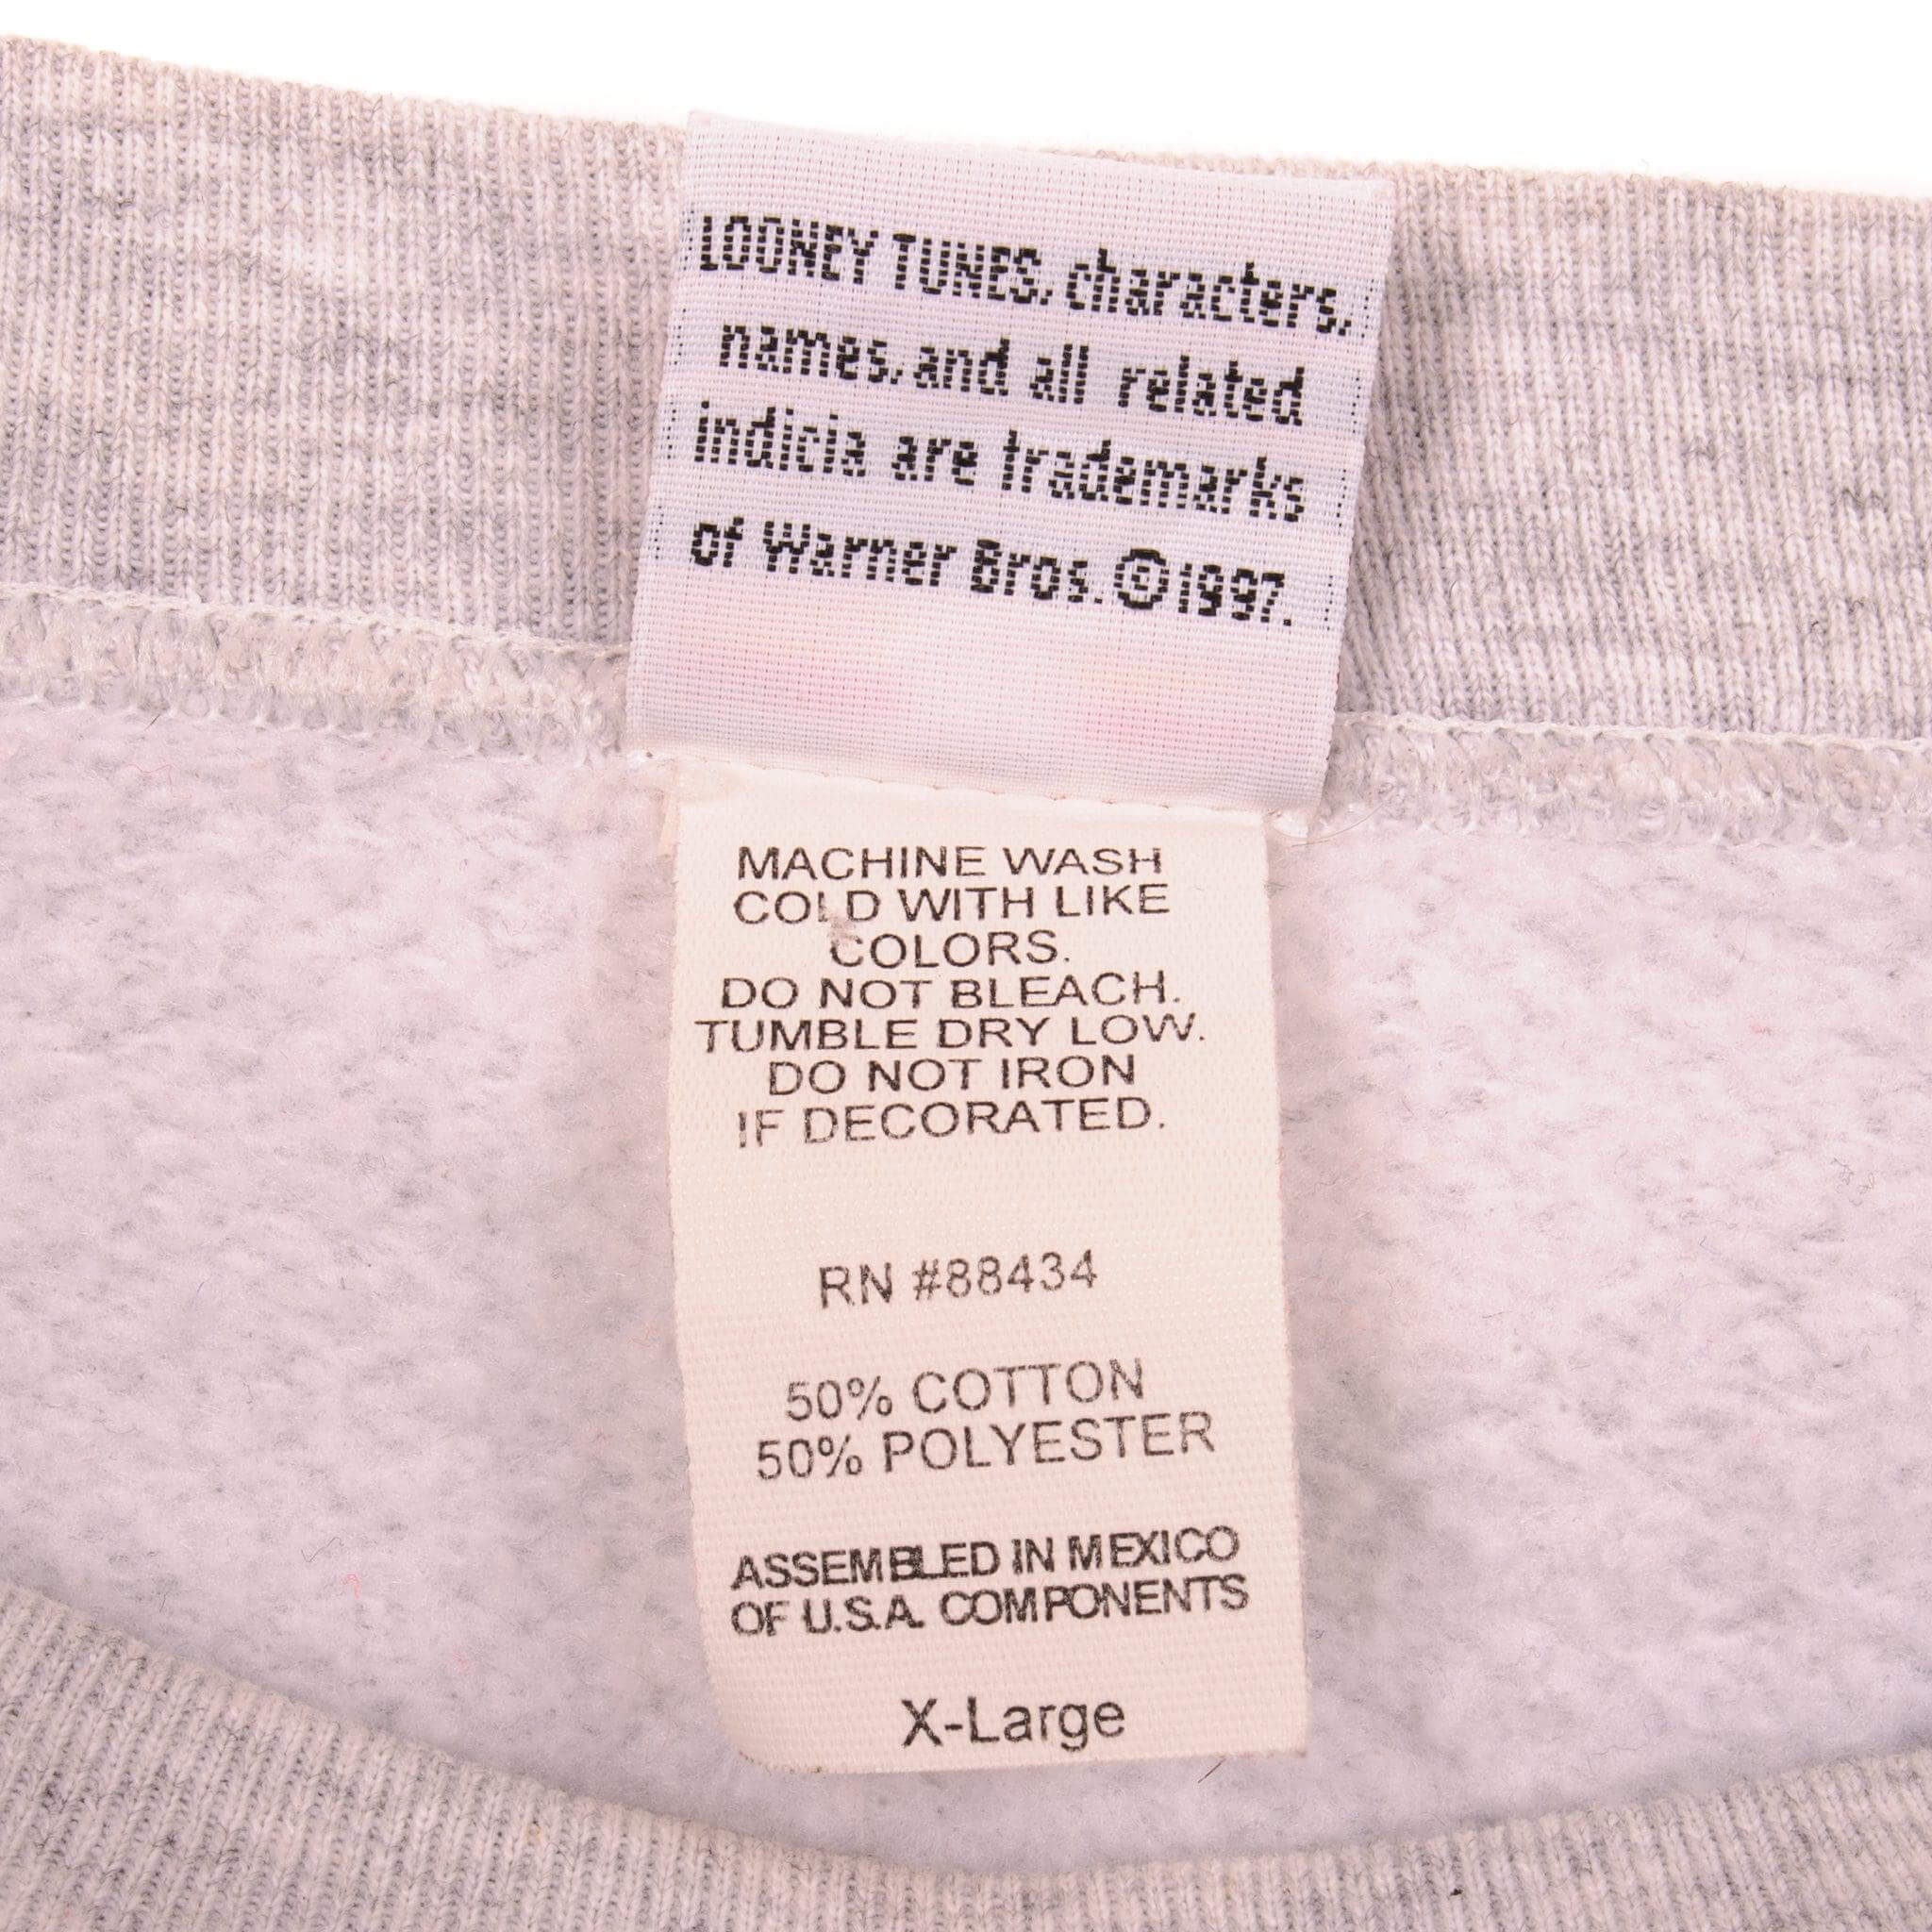 LOONEY TUNES, characters,
names, and all related
indicia are trademarks
of Warner Bros. ©1997.
MACHINE WASH
COLD WITH LIKE
COLORS.
DO NOT BLEACH.
TUMBLE DRY LOW.
DO NOT IRON
IF DECORATED.
RN #88434
50% COTTON
50% POLYESTER
ASSEMBLED IN MEXICO
OF U.S.A. COMPONENTS
X-Large